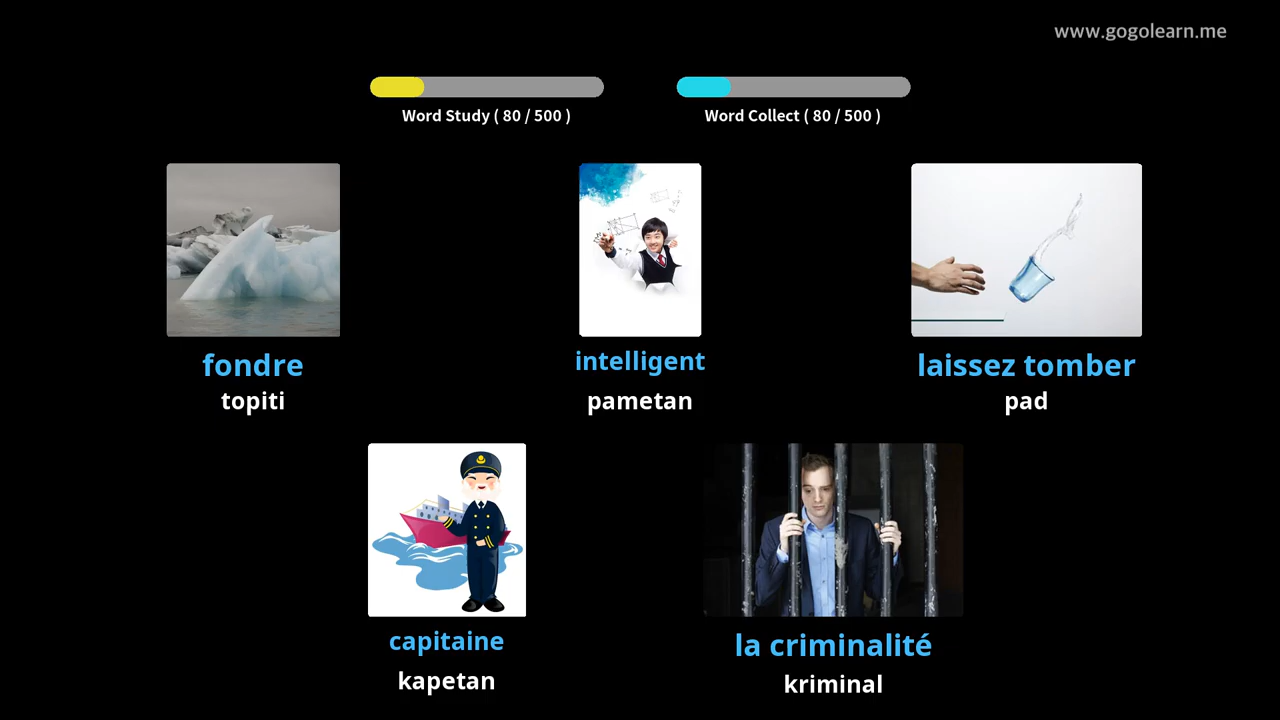 www.gogolearn.me
Word Study ( 80 / 500 )
Word Collect ( 80 / 500 )
fondre
topiti
intelligent
pametan
laissez tomber
pad
capitaine
kapetan
la criminalité
kriminal